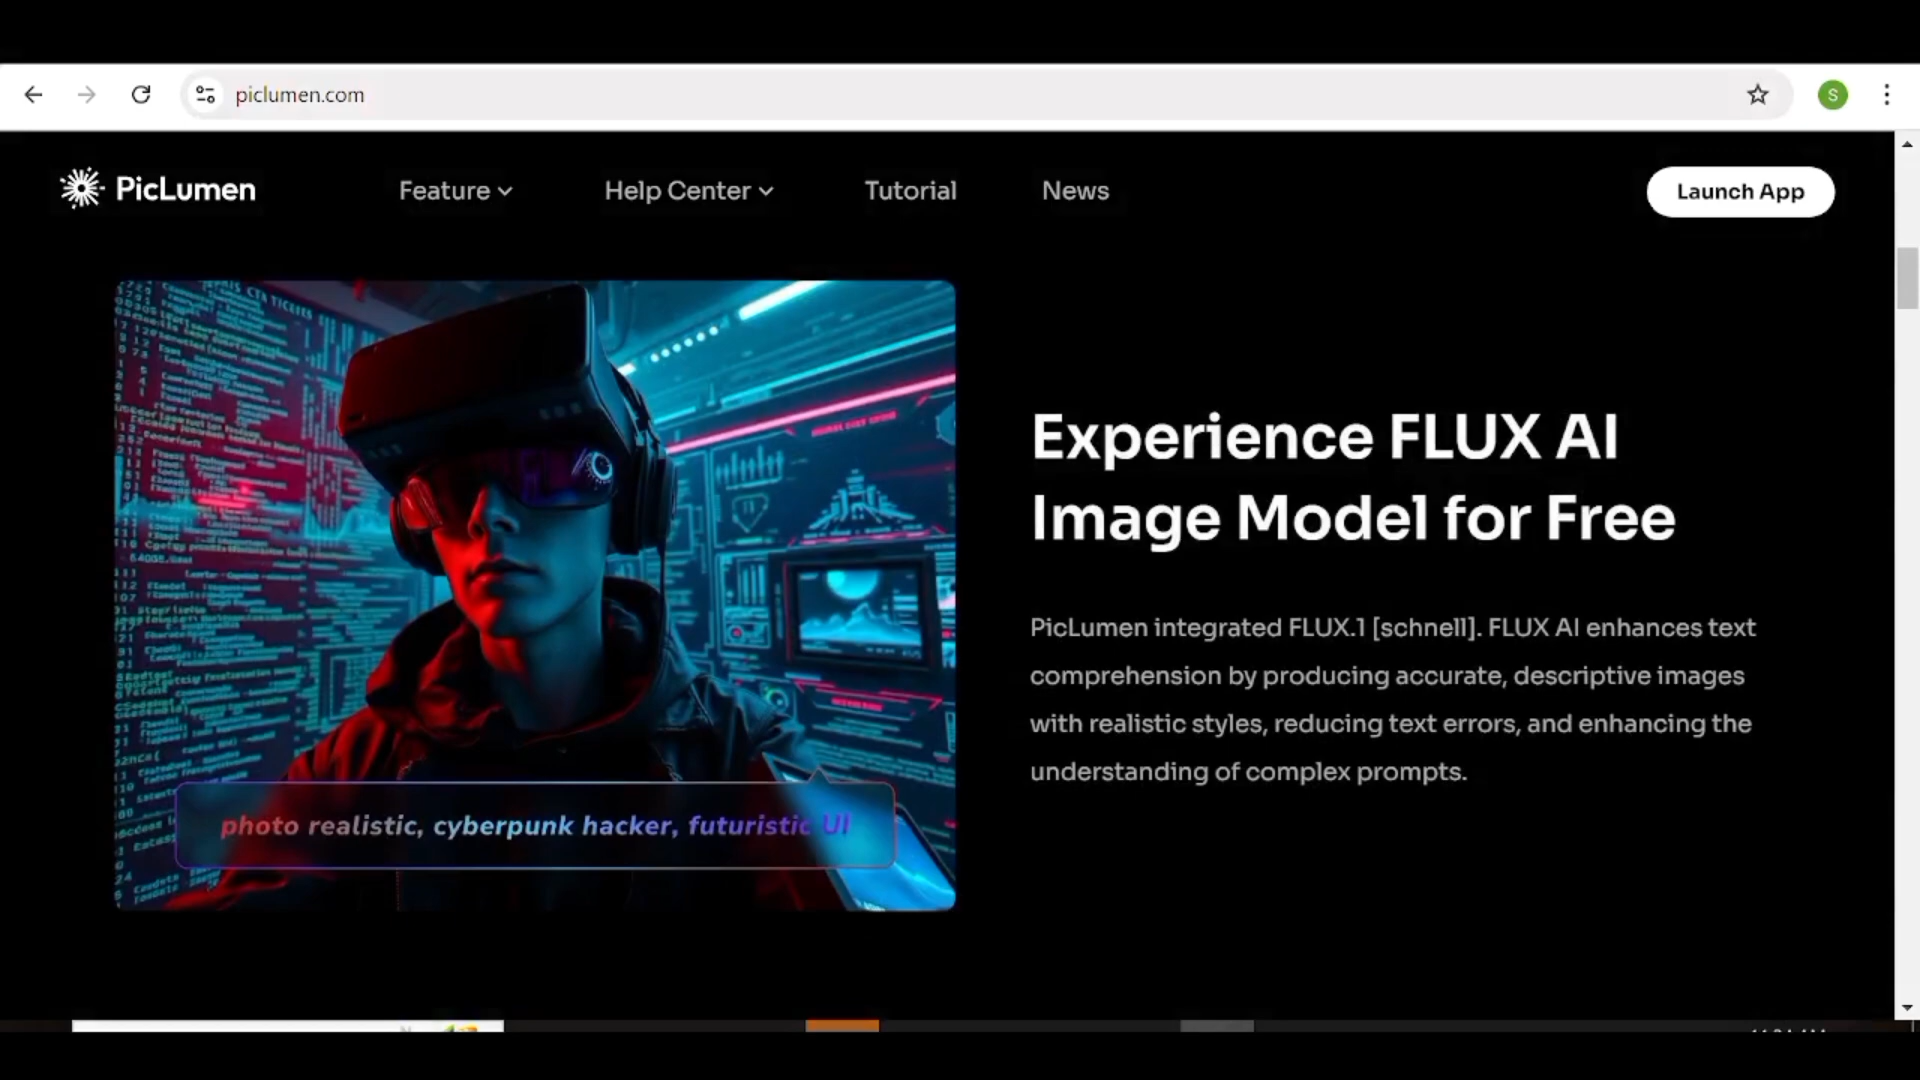 piclumen.com
S
PicLumen
Feature
Help Center
Tutorial
News
Launch App
Experience FLUX AI
Image Model for Free
PicLumen integrated FLUX.1 [schnell]. FLUX AI enhances text
comprehension by producing accurate, descriptive images
with realistic styles, reducing text errors, and enhancing the
understanding of complex prompts.
photo realistic, cyberpunk hacker, futuristic UI